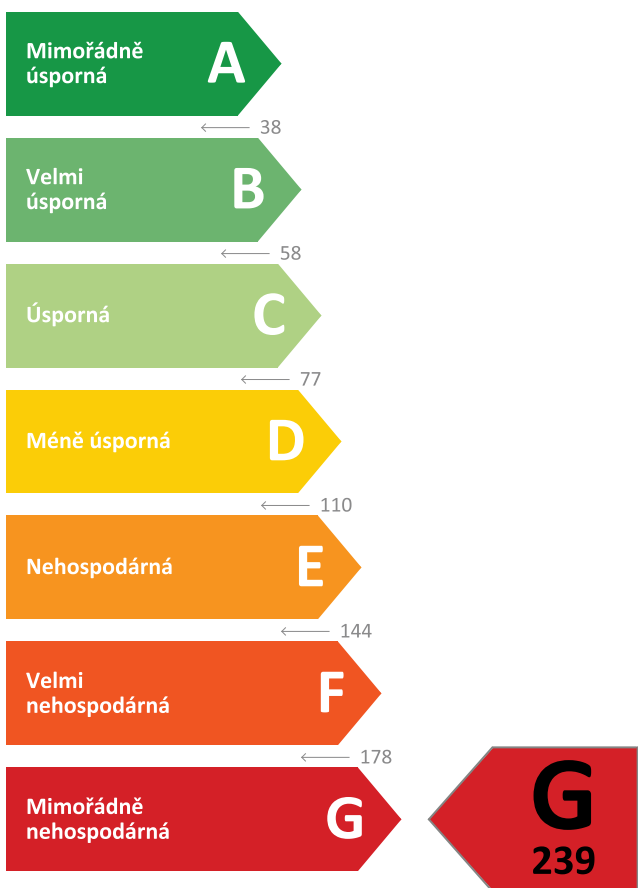 Mimořádně
úsporná
A
38
Velmi
úsporná
B
58
Úsporná
C
77
Méně úsporná
D
110
Nehospodárná
E
144
Velmi
nehospodárná
F
178
Mimořádně
nehospodárná
G
G
239